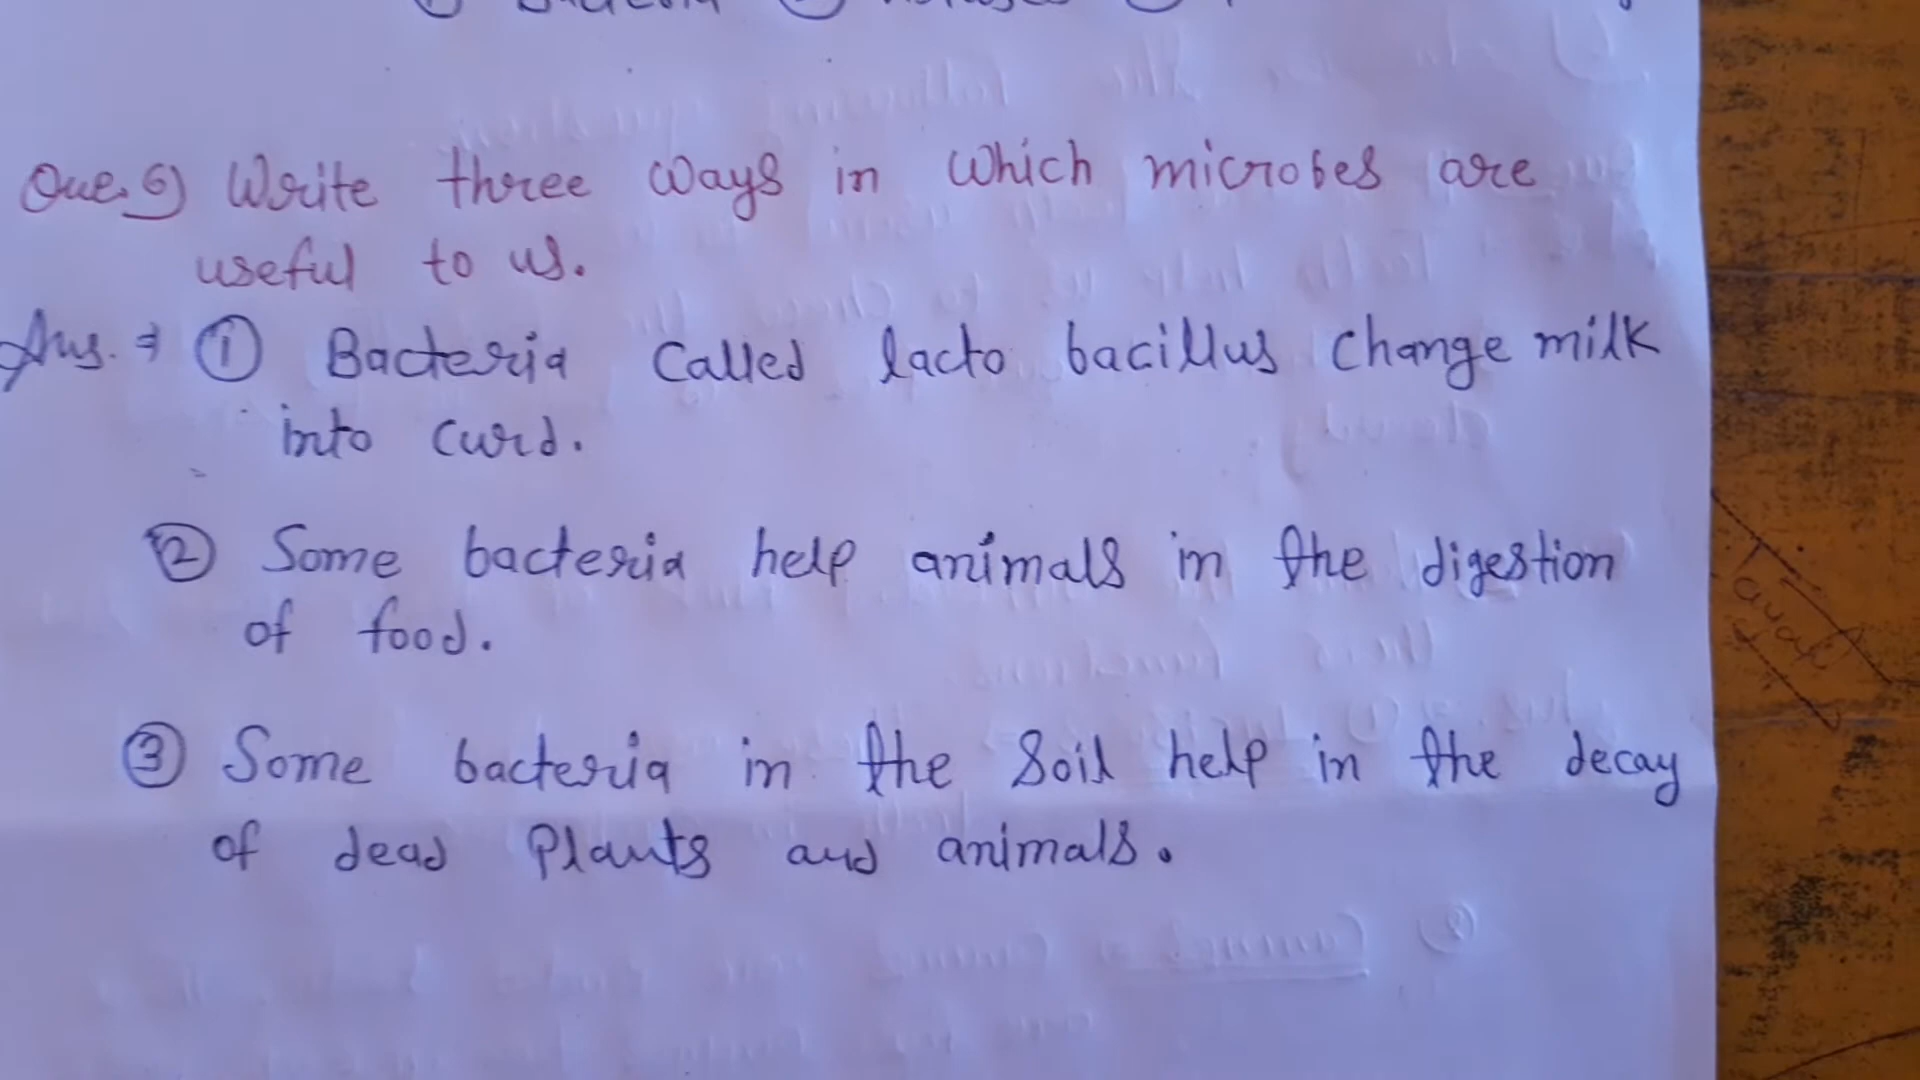 Que.6) Write three ways in which microbes are
useful to us.
Ans. ⇒ ① Bacteria called lacto bacillus change milk
into curd.
② Some bacteria help animals in the digestion
of food.
③ Some bacteria in the soil help in the decay
of dead plants and animals.